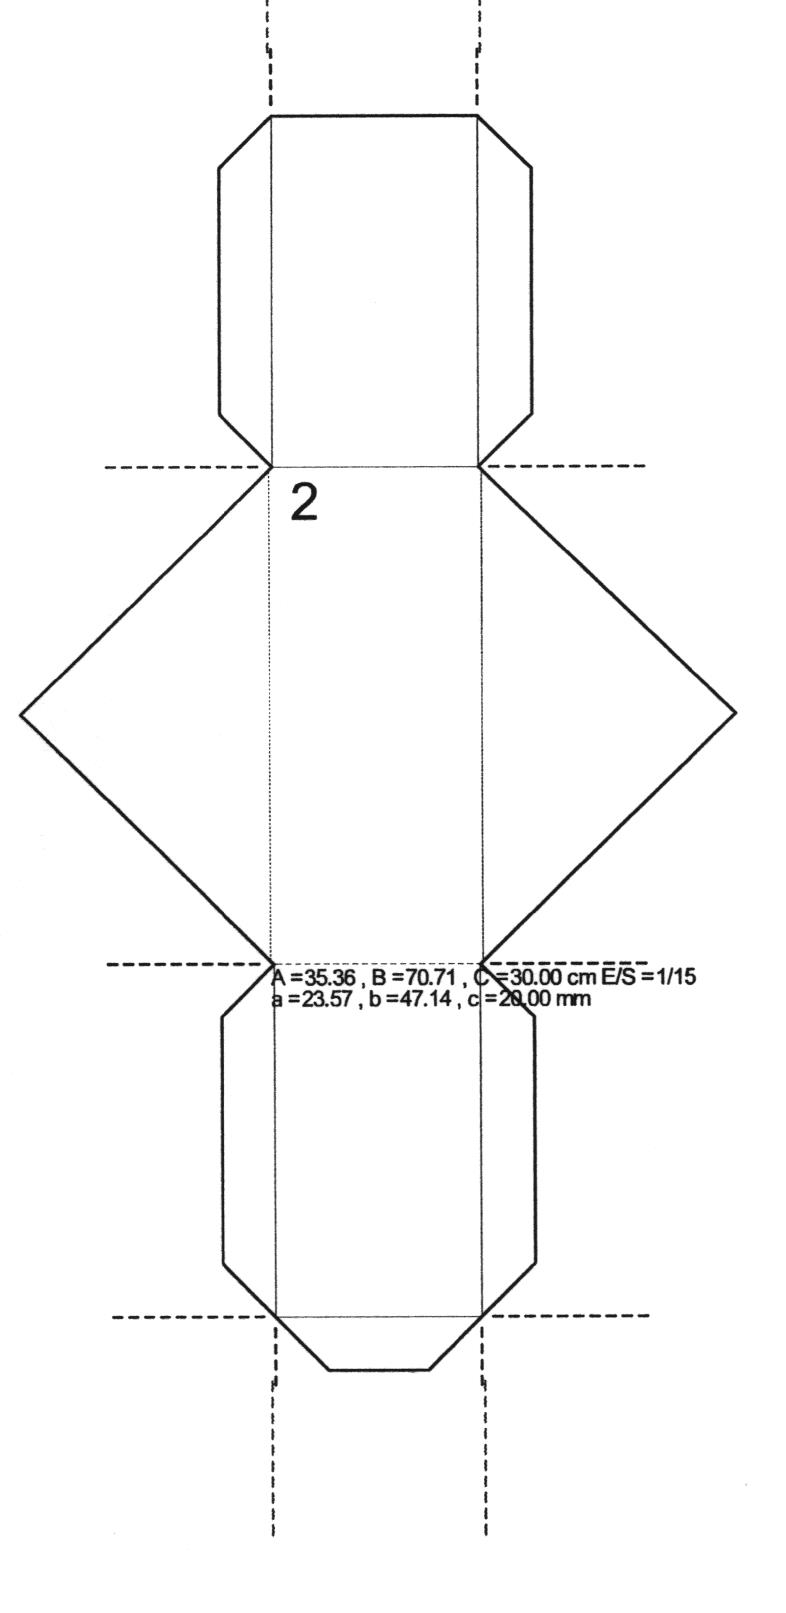 2
A =35.36 , B =70.71 , C =30.00 cm E/S =1/15
a =23.57 , b =47.14 , c =20.00 mm